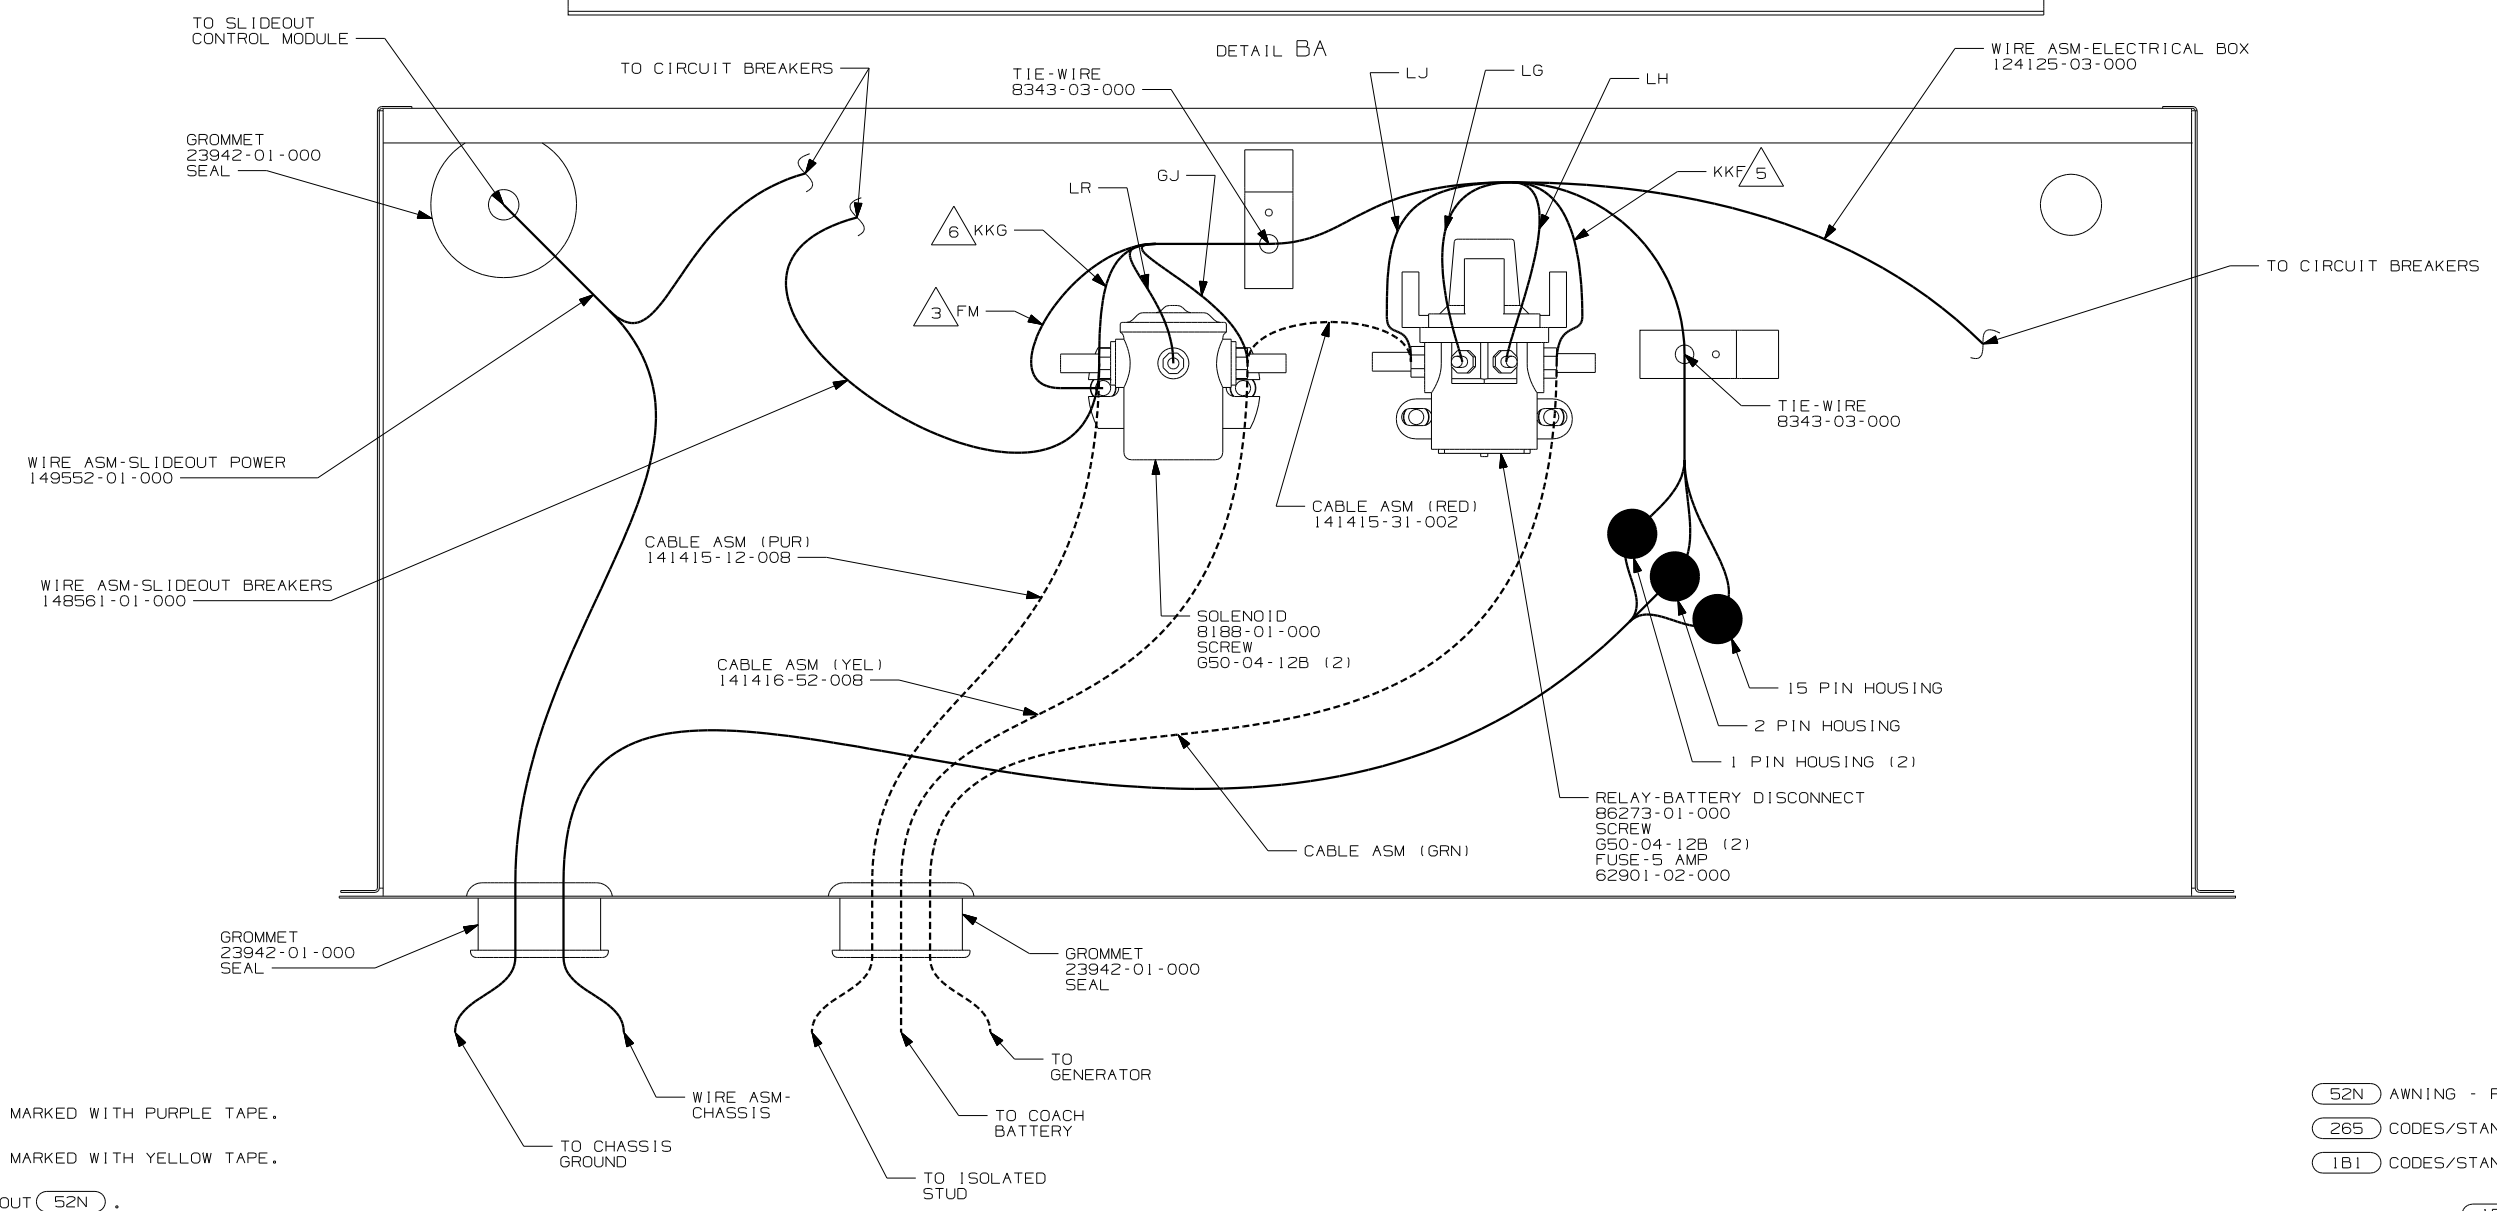 TO SLIDEOUT
CONTROL MODULE
TO CIRCUIT BREAKERS
DETAIL BA
TIE-WIRE
8343-03-000
LJ
LG
LH
WIRE ASM-ELECTRICAL BOX
124125-03-000
GROMMET
23942-01-000
SEAL
LR
GJ
KKF 5
6 KKG
3 FM
TO CIRCUIT BREAKERS
TIE-WIRE
8343-03-000
WIRE ASM-SLIDEOUT POWER
149552-01-000
CABLE ASM (RED)
141415-31-002
CABLE ASM (PUR)
141415-12-008
WIRE ASM-SLIDEOUT BREAKERS
148561-01-000
SOLENOID
8188-01-000
SCREW
G50-04-12B (2)
CABLE ASM (YEL)
141416-52-008
15 PIN HOUSING
2 PIN HOUSING
1 PIN HOUSING (2)
RELAY-BATTERY DISCONNECT
86273-01-000
SCREW
G50-04-12B (2)
FUSE-5 AMP
62901-02-000
CABLE ASM (GRN)
GROMMET
23942-01-000
SEAL
GROMMET
23942-01-000
SEAL
TO
GENERATOR
WIRE ASM-
CHASSIS
TO COACH
BATTERY
TO CHASSIS
GROUND
TO ISOLATED
STUD
MARKED WITH PURPLE TAPE.
MARKED WITH YELLOW TAPE.
OUT 52N .
52N AWNING -
265 CODES/STAN
1B1 CODES/STAN